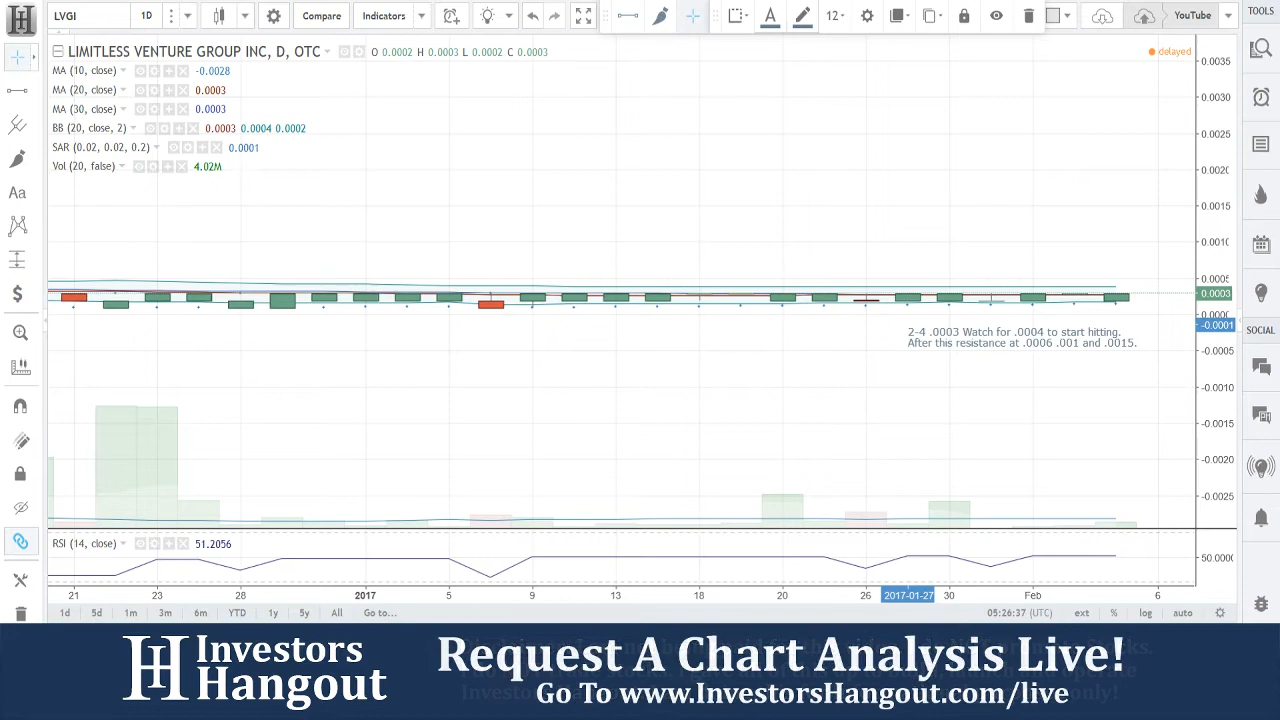 LVGI 1D Compare Indicators 12 YouTube TOOLS
LIMITLESS VENTURE GROUP INC, D, OTC O 0.0002 H 0.0003 L 0.0002 C 0.0003 delayed
MA (10, close) -0.0028
MA (20, close) 0.0003
MA (30, close) 0.0003
BB (20, close, 2) 0.0003 0.0004 0.0002
SAR (0.02, 0.02, 0.2) 0.0001
Vol (20, false) 4.02M
0.0035
0.0030
0.0025
0.0020
0.0015
0.0010
0.0005
0.0003
0.0000
-0.0001
2-4 .0003 Watch for .0004 to start hitting.
After this resistance at .0006 .001 and .0015.
SOCIAL
-0.0005
-0.0010
-0.0015
-0.0020
-0.0025
RSI (14, close) 51.2056
50.0000
21 23 28 2017 5 9 13 18 20 26 2017-01-27 30 Feb 6
1d 5d 1m 3m 6m YTD 1y 5y All Go to... 05:26:37 (UTC) ext % log auto
Aa
Investors
Hangout
Request A Chart Analysis Live!
Go To www.InvestorsHangout.com/live